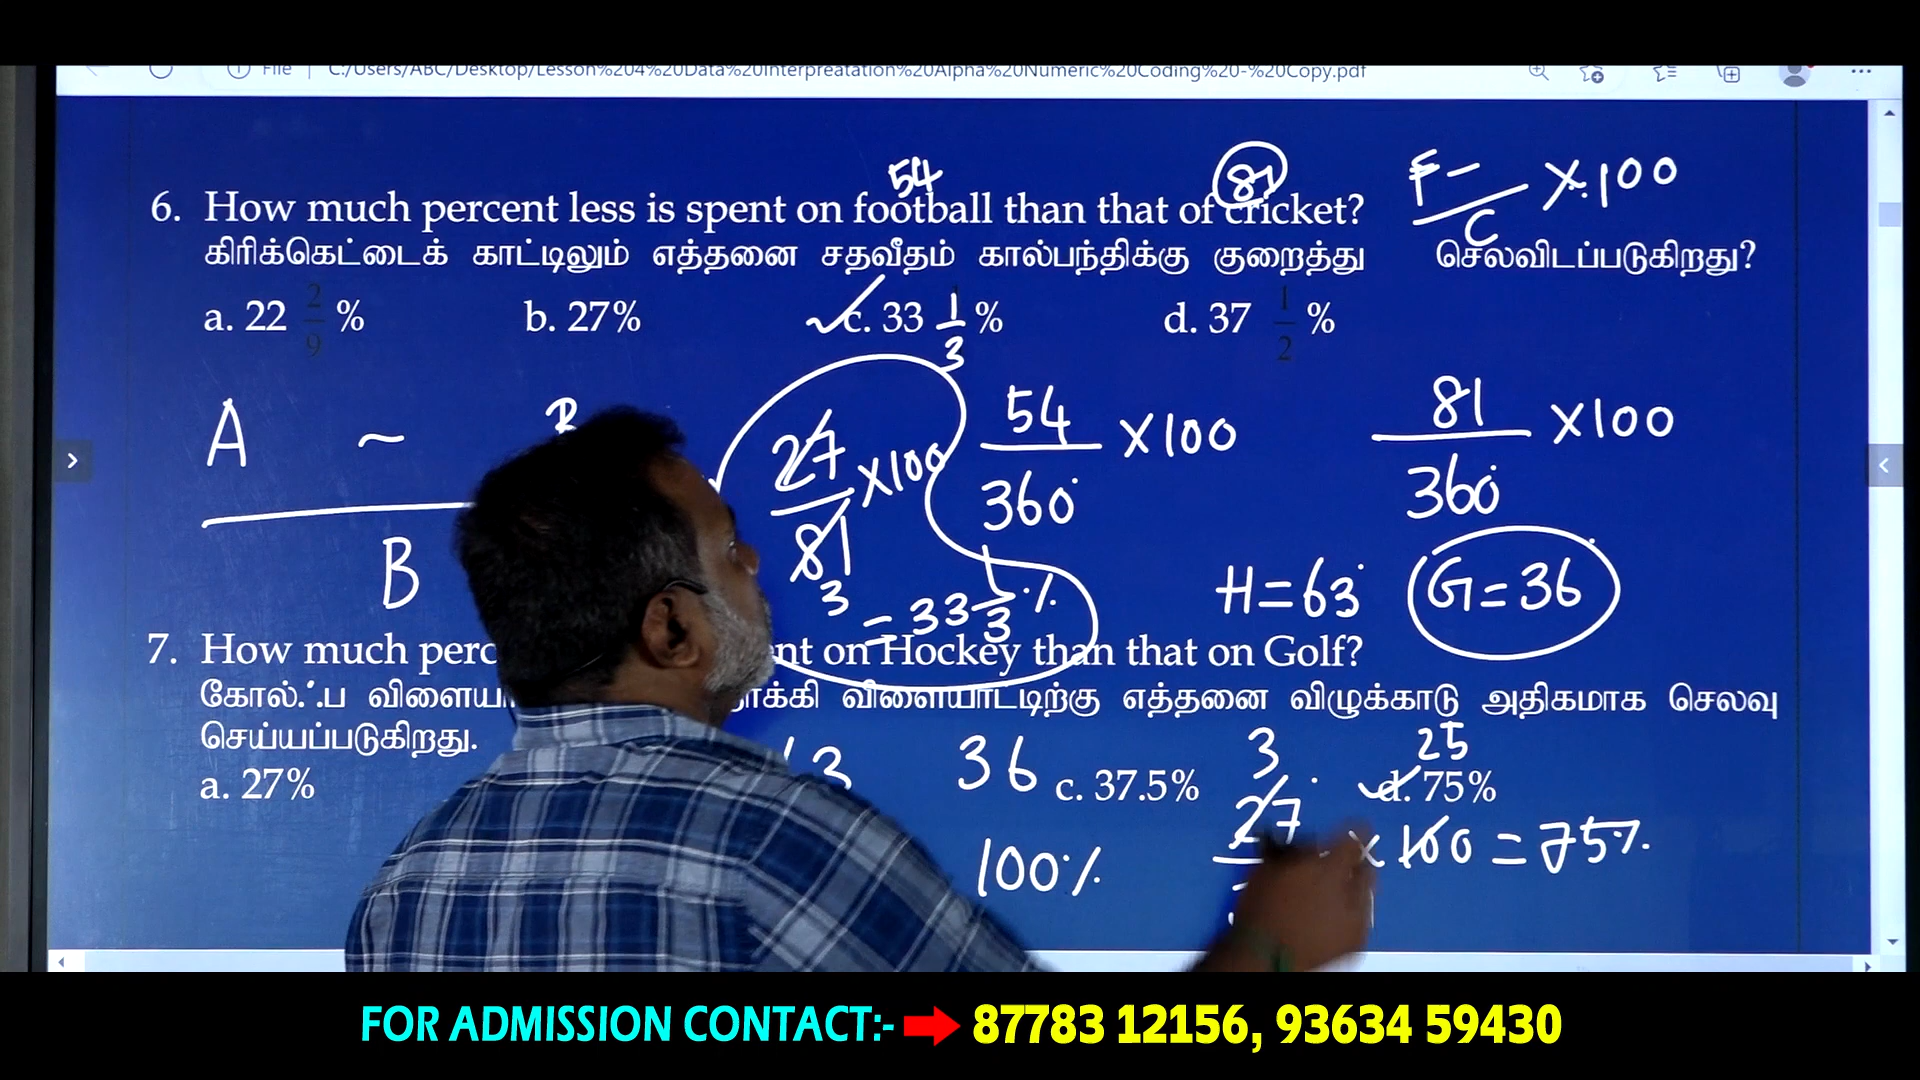 File | C:/Users/ABC/Desktop/Lesson%204%20Data%20Interpreatation%20Alpha%20Numeric%20Coding%20-%20Copy.pdf
54 81 F- / C X 100
6. How much percent less is spent on football than that of cricket?
கிரிக்கெட்டைக் காட்டிலும் எத்தனை சதவீதம் கால்பந்திக்கு குறைத்து செலவிடப்படுகிறது?
a. 22 2/9 % b. 27% c. 33 1/3 % d. 37 1/2 %
A ~ B 27/81 X100 54/360 X100 81/360 X100
B 3 = 33 1/3 % H=63 G=36
7. How much perc nt on Hockey than that on Golf?
கோல்ஃப விளையா ாக்கி விளையாட்டிற்கு எத்தனை விழுக்காடு அதிகமாக செலவு
செய்யப்படுகிறது.
3 25
a. 27% 36 c. 37.5% d. 75%
100% 27 x 100 = 75%
FOR ADMISSION CONTACT:- 87783 12156, 93634 59430